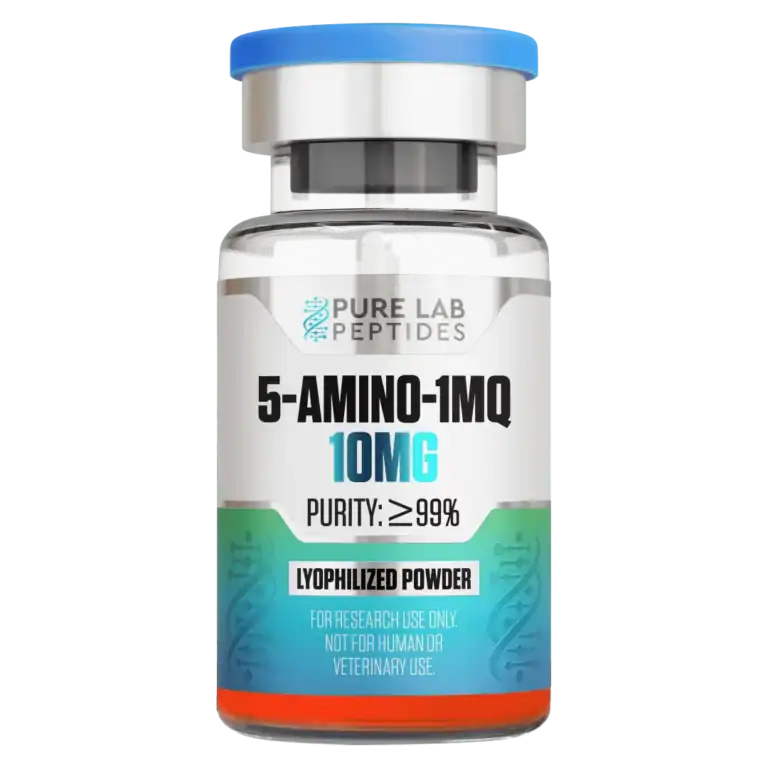 PURE LAB
PEPTIDES
5-AMINO-1MQ
10MG
PURITY: ≥99%
LYOPHILIZED POWDER
FOR RESEARCH USE ONLY.
NOT FOR HUMAN OR
VETERINARY USE.